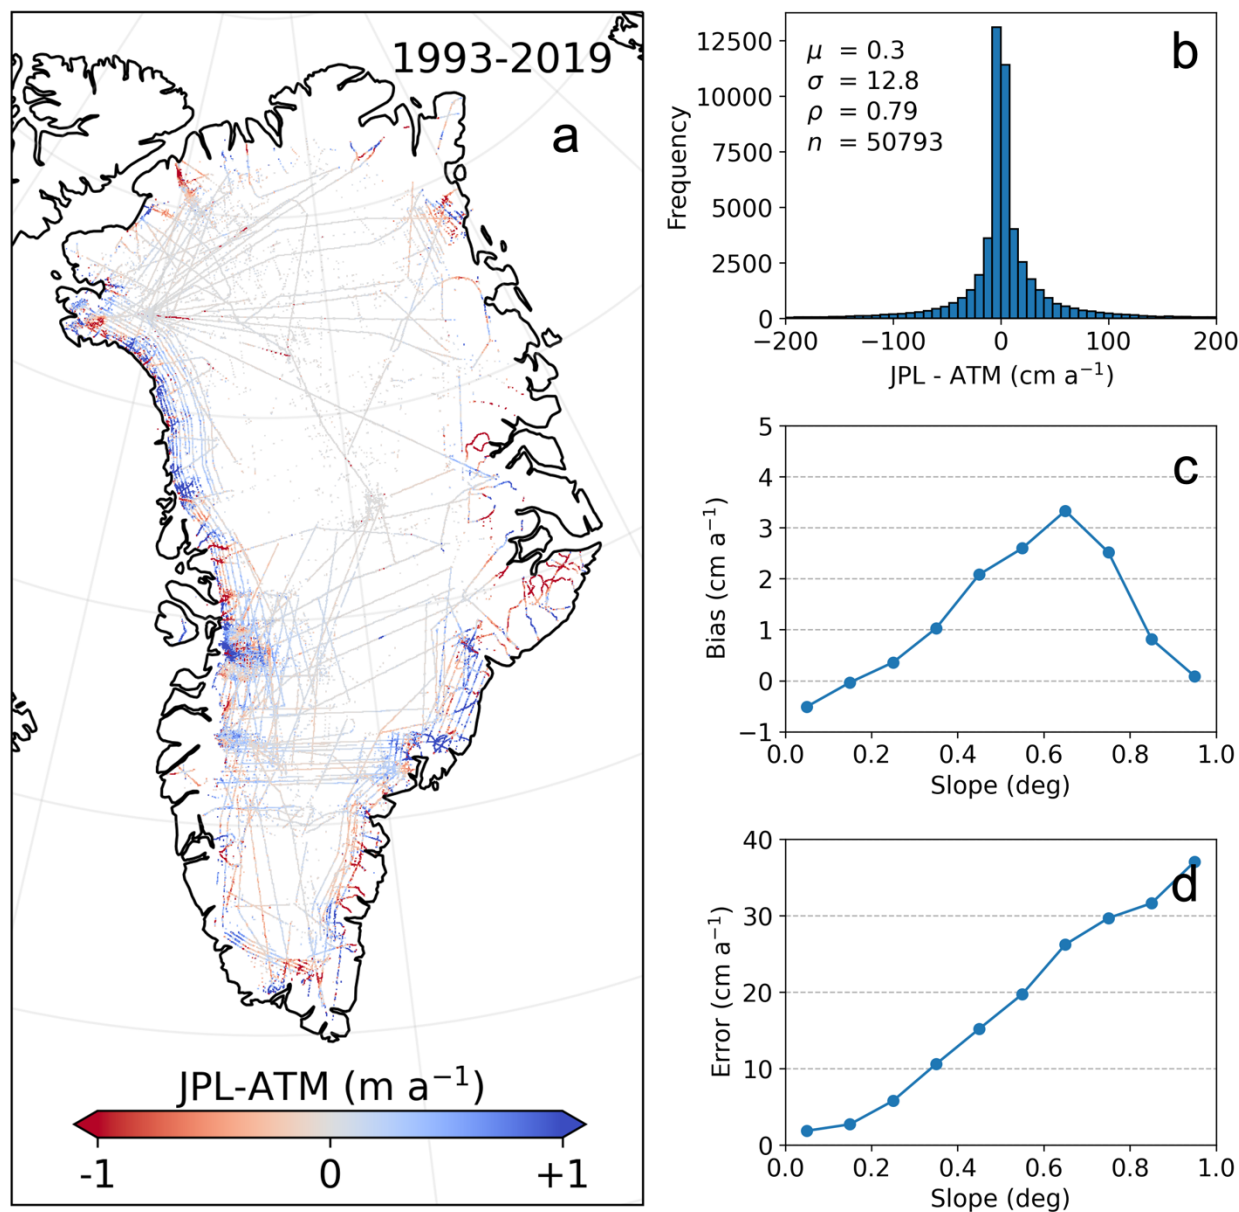 1993-2019
a
JPL-ATM (m a⁻¹)
-1 0 +1
b
μ = 0.3
σ = 12.8
ρ = 0.79
n = 50793
Frequency
12500
10000
7500
5000
2500
0
−200 −100 0 100 200
JPL - ATM (cm a⁻¹)
c
Bias (cm a⁻¹)
5
4
3
2
1
0
−1
0.0 0.2 0.4 0.6 0.8 1.0
Slope (deg)
d
Error (cm a⁻¹)
40
30
20
10
0
0.0 0.2 0.4 0.6 0.8 1.0
Slope (deg)